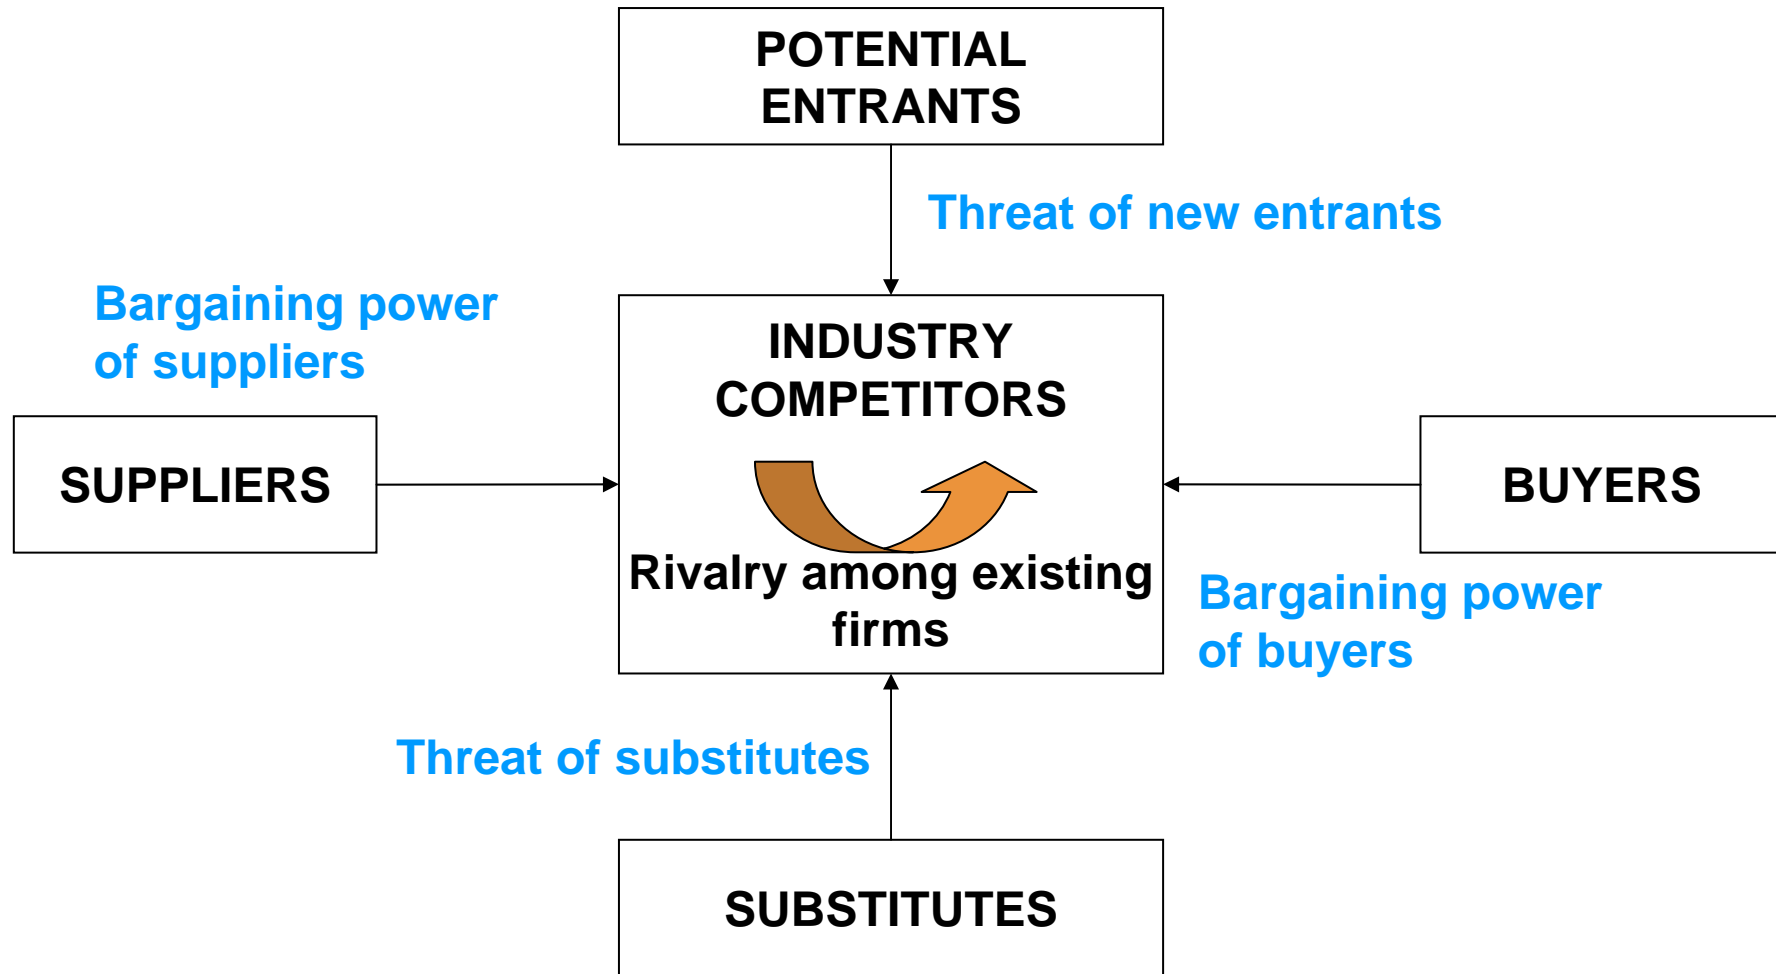 POTENTIAL
ENTRANTS
Threat of new entrants
Bargaining power
of suppliers
INDUSTRY
COMPETITORS
SUPPLIERS
BUYERS
Rivalry among existing
firms
Bargaining power
of buyers
Threat of substitutes
SUBSTITUTES